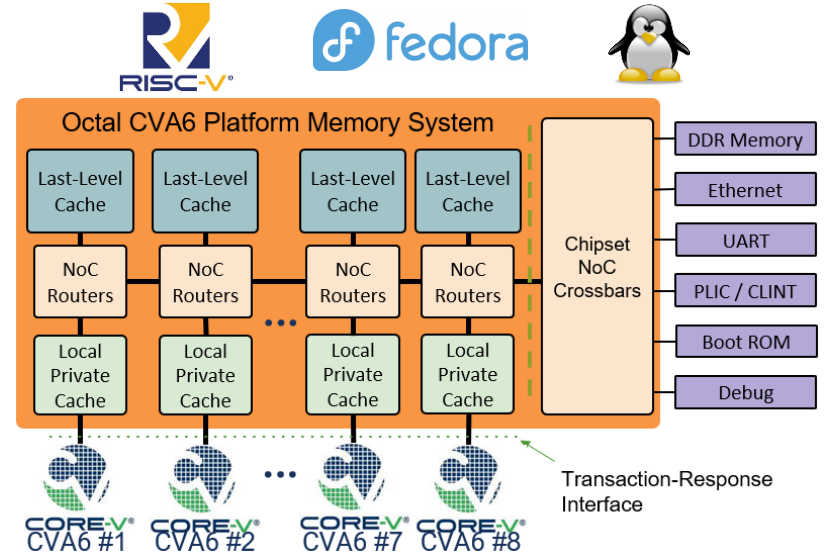 RISC-V®
fedora
Octal CVA6 Platform Memory System
Last-Level
Cache
Last-Level
Cache
Last-Level
Cache
Last-Level
Cache
NoC
Routers
NoC
Routers
NoC
Routers
NoC
Routers
...
Local
Private
Cache
Local
Private
Cache
Local
Private
Cache
Local
Private
Cache
Chipset
NoC
Crossbars
DDR Memory
Ethernet
UART
PLIC / CLINT
Boot ROM
Debug
Transaction-Response
Interface
...
CORE-V®
CVA6 #1
CORE-V®
CVA6 #2
CORE-V®
CVA6 #7
CORE-V®
CVA6 #8